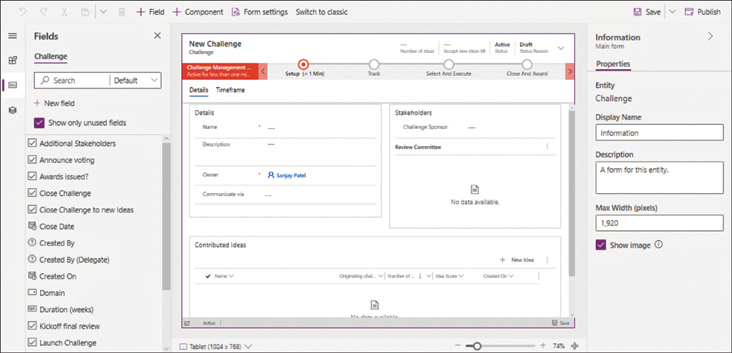 + Field + Component Form settings Switch to classic Save Publish
Fields
Challenge
Search Default
+ New field
Show only unused fields
Additional Stakeholders
Announce voting
Awards issued?
Close Challenge
Close Challenge to new Ideas
Close Date
Created By
Created By (Delegate)
Created On
Domain
Duration (weeks)
Kickoff final review
Launch Challenge
New Challenge
Challenge
---
Number of Ideas
---
Accept new Ideas till
Active
Status
Draft
Status Reason
Challenge Management ...
Active for less than one mi...
Setup (< 1 Min)
Track
Select And Execute
Close And Award
Details Timeframe
Details
Name * ---
Description ---
Owner * Sanjay Patel
Communicate via ---
Stakeholders
Challenge Sponsor ---
Review Committee
No data available.
Contributed Ideas
+ New Idea
Name Originating chal... Number of ... ↓ Idea Score Created On
No data available.
Active Save
Tablet (1024 x 768) 74%
Information
Main form
Properties
Entity
Challenge
Display Name
Information
Description
A form for this entity.
Max Width (pixels)
1,920
Show image